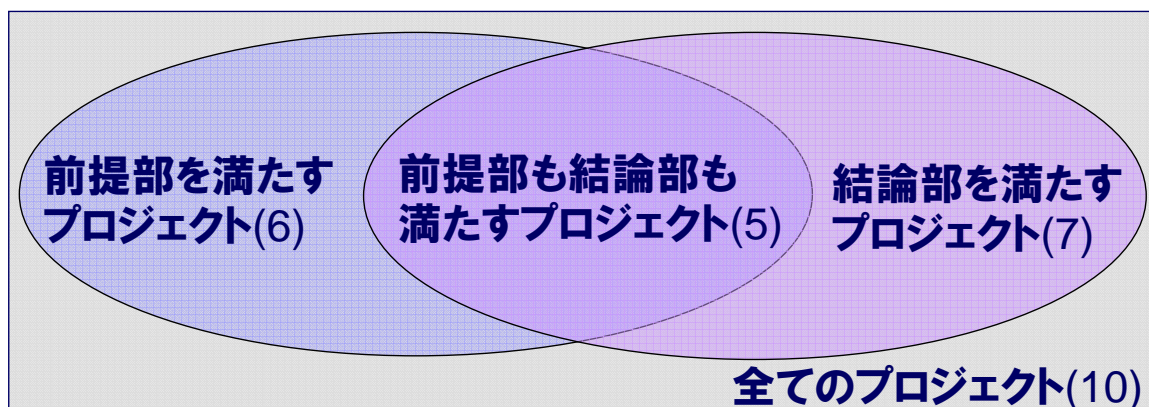 前提部を満たす
プロジェクト(6)
前提部も結論部も
満たすプロジェクト(5)
結論部を満たす
プロジェクト(7)
全てのプロジェクト(10)